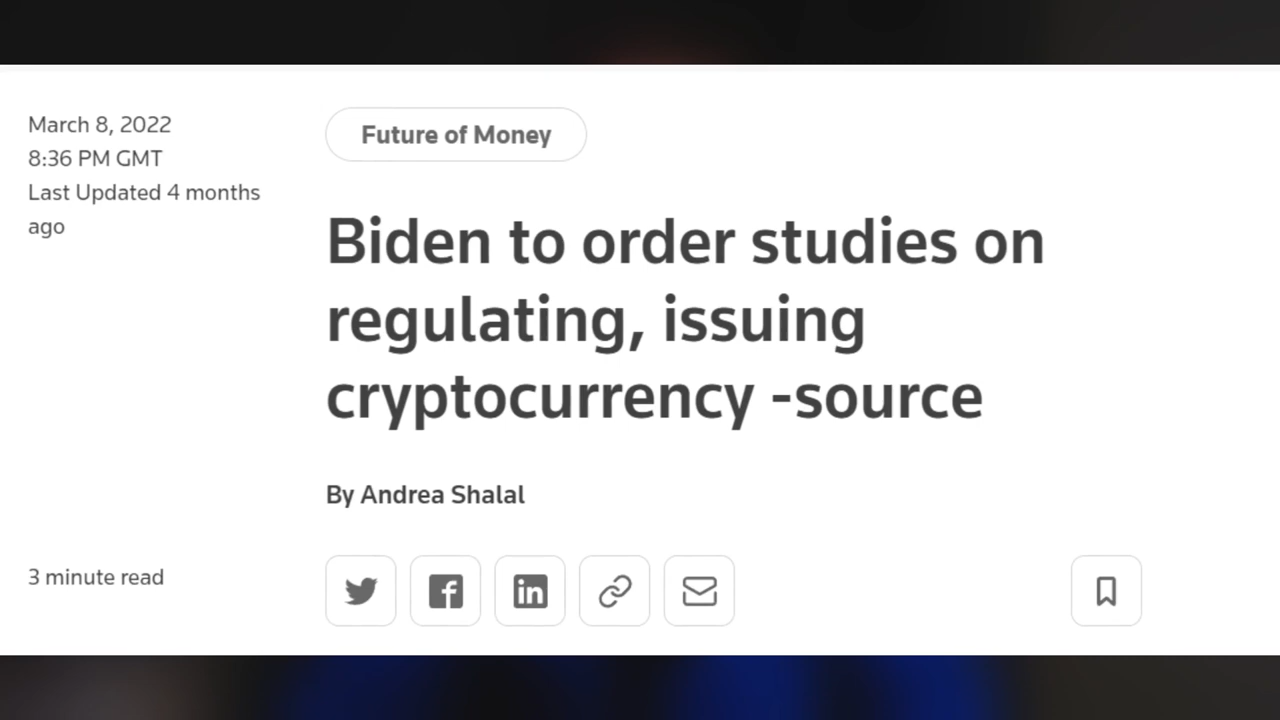 March 8, 2022
8:36 PM GMT
Last Updated 4 months
ago
Future of Money
Biden to order studies on
regulating, issuing
cryptocurrency -source
By Andrea Shalal
3 minute read
in